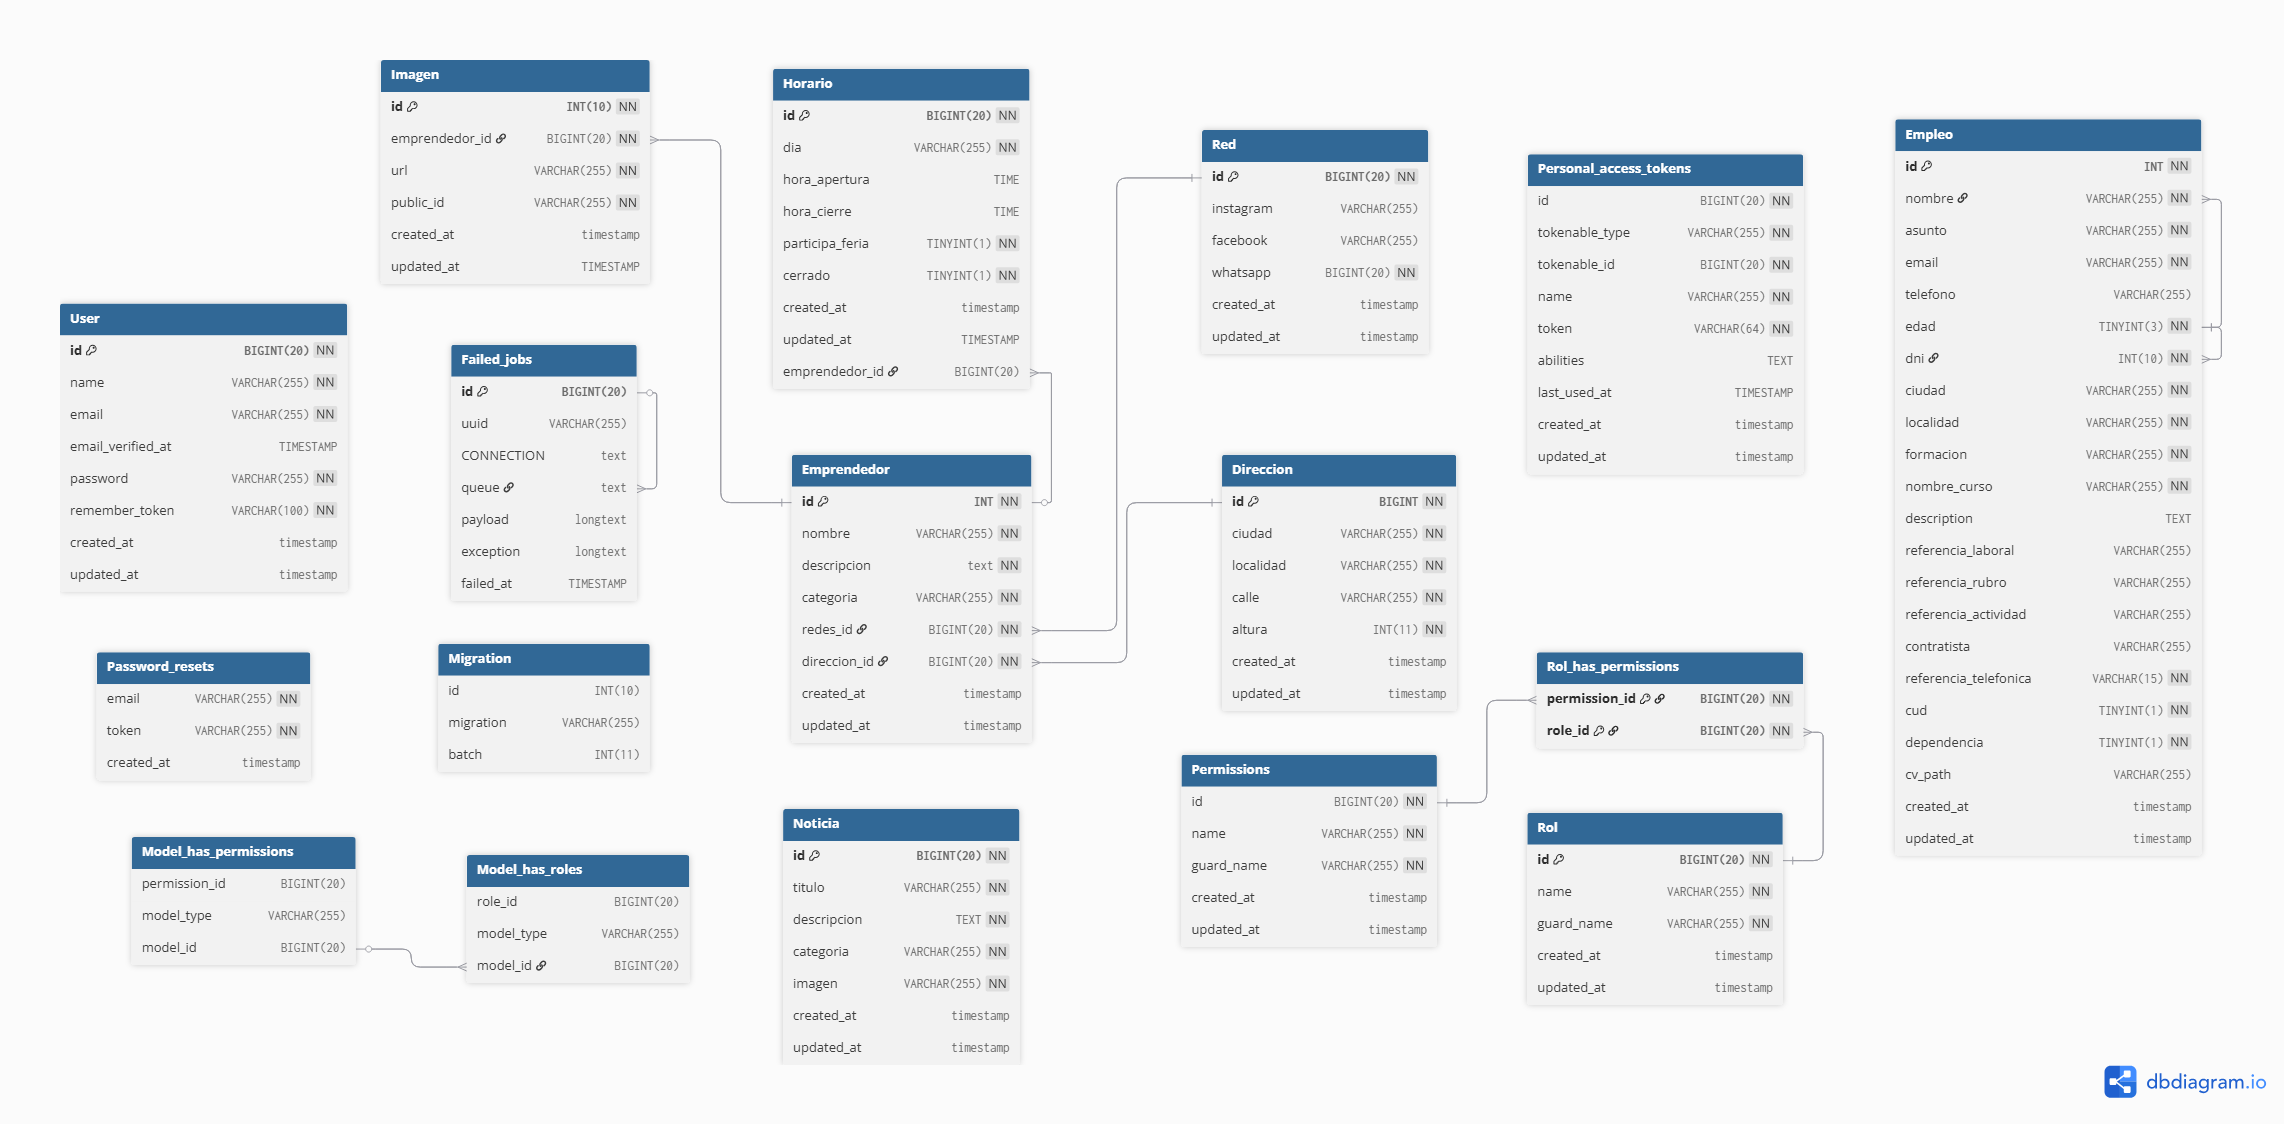 Imagen
id INT(10) NN
emprendedor_id BIGINT(20) NN
url VARCHAR(255) NN
public_id VARCHAR(255) NN
created_at timestamp
updated_at TIMESTAMP
Horario
id BIGINT(20) NN
dia VARCHAR(255) NN
hora_apertura TIME
hora_cierre TIME
participa_feria TINYINT(1) NN
cerrado TINYINT(1) NN
created_at timestamp
updated_at TIMESTAMP
emprendedor_id BIGINT(20)
Red
id BIGINT(20) NN
instagram VARCHAR(255)
facebook VARCHAR(255)
whatsapp BIGINT(20) NN
created_at timestamp
updated_at timestamp
Personal_access_tokens
id BIGINT(20) NN
tokenable_type VARCHAR(255) NN
tokenable_id BIGINT(20) NN
name VARCHAR(255) NN
token VARCHAR(64) NN
abilities TEXT
last_used_at TIMESTAMP
created_at timestamp
updated_at timestamp
Empleo
id INT NN
nombre VARCHAR(255) NN
asunto VARCHAR(255) NN
email VARCHAR(255) NN
telefono VARCHAR(255)
edad TINYINT(3) NN
dni INT(10) NN
ciudad VARCHAR(255) NN
localidad VARCHAR(255) NN
formacion VARCHAR(255) NN
nombre_curso VARCHAR(255) NN
description TEXT
referencia_laboral VARCHAR(255)
referencia_rubro VARCHAR(255)
referencia_actividad VARCHAR(255)
contratista VARCHAR(255)
referencia_telefonica VARCHAR(15) NN
cud TINYINT(1) NN
dependencia TINYINT(1) NN
cv_path VARCHAR(255)
created_at timestamp
updated_at timestamp
User
id BIGINT(20) NN
name VARCHAR(255) NN
email VARCHAR(255) NN
email_verified_at TIMESTAMP
password VARCHAR(255) NN
remember_token VARCHAR(100) NN
created_at timestamp
updated_at timestamp
Failed_jobs
id BIGINT(20)
uuid VARCHAR(255)
CONNECTION text
queue text
payload longtext
exception longtext
failed_at TIMESTAMP
Emprendedor
id INT NN
nombre VARCHAR(255) NN
descripcion text NN
categoria VARCHAR(255) NN
redes_id BIGINT(20) NN
direccion_id BIGINT(20) NN
created_at timestamp
updated_at timestamp
Direccion
id BIGINT NN
ciudad VARCHAR(255) NN
localidad VARCHAR(255) NN
calle VARCHAR(255) NN
altura INT(11) NN
created_at timestamp
updated_at timestamp
Password_resets
email VARCHAR(255) NN
token VARCHAR(255) NN
created_at timestamp
Migration
id INT(10)
migration VARCHAR(255)
batch INT(11)
Rol_has_permissions
permission_id BIGINT(20) NN
role_id BIGINT(20) NN
Permissions
id BIGINT(20) NN
name VARCHAR(255) NN
guard_name VARCHAR(255) NN
created_at timestamp
updated_at timestamp
Rol
id BIGINT(20) NN
name VARCHAR(255) NN
guard_name VARCHAR(255) NN
created_at timestamp
updated_at timestamp
Model_has_permissions
permission_id BIGINT(20)
model_type VARCHAR(255)
model_id BIGINT(20)
Model_has_roles
role_id BIGINT(20)
model_type VARCHAR(255)
model_id BIGINT(20)
Noticia
id BIGINT(20) NN
titulo VARCHAR(255) NN
descripcion TEXT NN
categoria VARCHAR(255) NN
imagen VARCHAR(255) NN
created_at timestamp
updated_at timestamp
dbdiagram.io